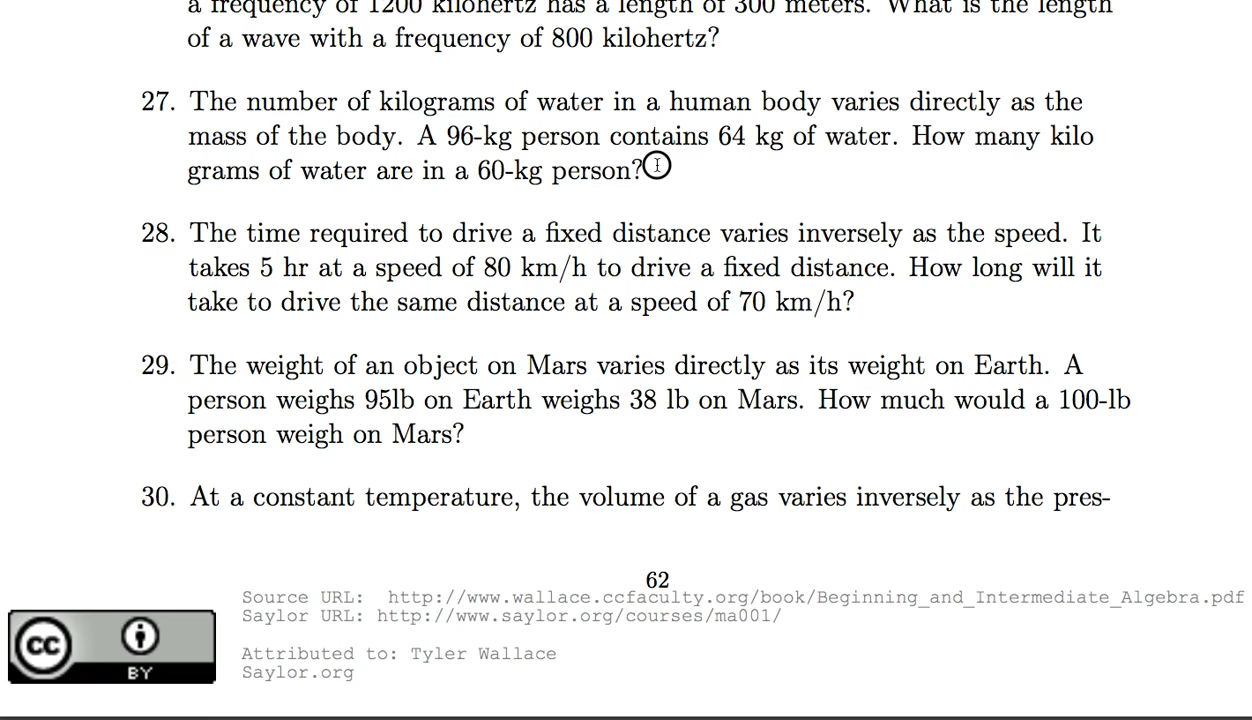 a frequency of 1200 kilohertz has a length of 300 meters. What is the length
of a wave with a frequency of 800 kilohertz?
27. The number of kilograms of water in a human body varies directly as the
mass of the body. A 96-kg person contains 64 kg of water. How many kilo
grams of water are in a 60-kg person?
28. The time required to drive a fixed distance varies inversely as the speed. It
takes 5 hr at a speed of 80 km/h to drive a fixed distance. How long will it
take to drive the same distance at a speed of 70 km/h?
29. The weight of an object on Mars varies directly as its weight on Earth. A
person weighs 95lb on Earth weighs 38 lb on Mars. How much would a 100-lb
person weigh on Mars?
30. At a constant temperature, the volume of a gas varies inversely as the pres-
62
Source URL: http://www.wallace.ccfaculty.org/book/Beginning_and_Intermediate_Algebra.pdf
Saylor URL: http://www.saylor.org/courses/ma001/
Attributed to: Tyler Wallace
Saylor.org
cc
BY